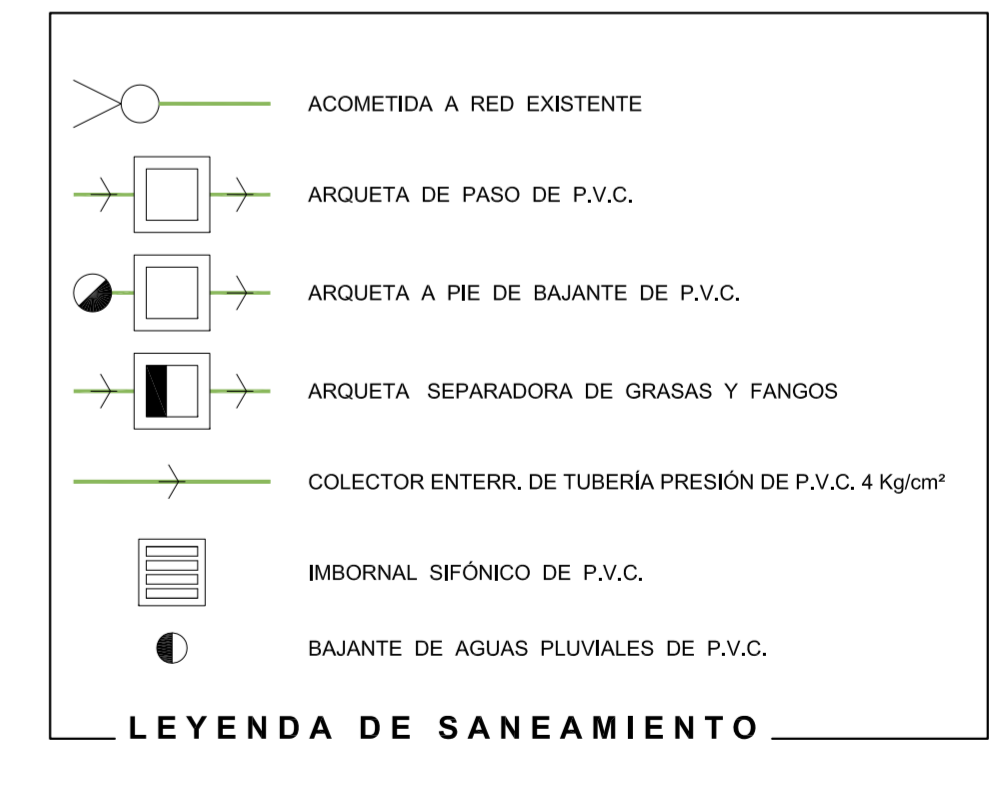 ACOMETIDA A RED EXISTENTE
ARQUETA DE PASO DE P.V.C.
ARQUETA A PIE DE BAJANTE DE P.V.C.
ARQUETA SEPARADORA DE GRASAS Y FANGOS
COLECTOR ENTERR. DE TUBERÍA PRESIÓN DE P.V.C. 4 Kg/cm²
IMBORNAL SIFÓNICO DE P.V.C.
BAJANTE DE AGUAS PLUVIALES DE P.V.C.
LEYENDA DE SANEAMIENTO